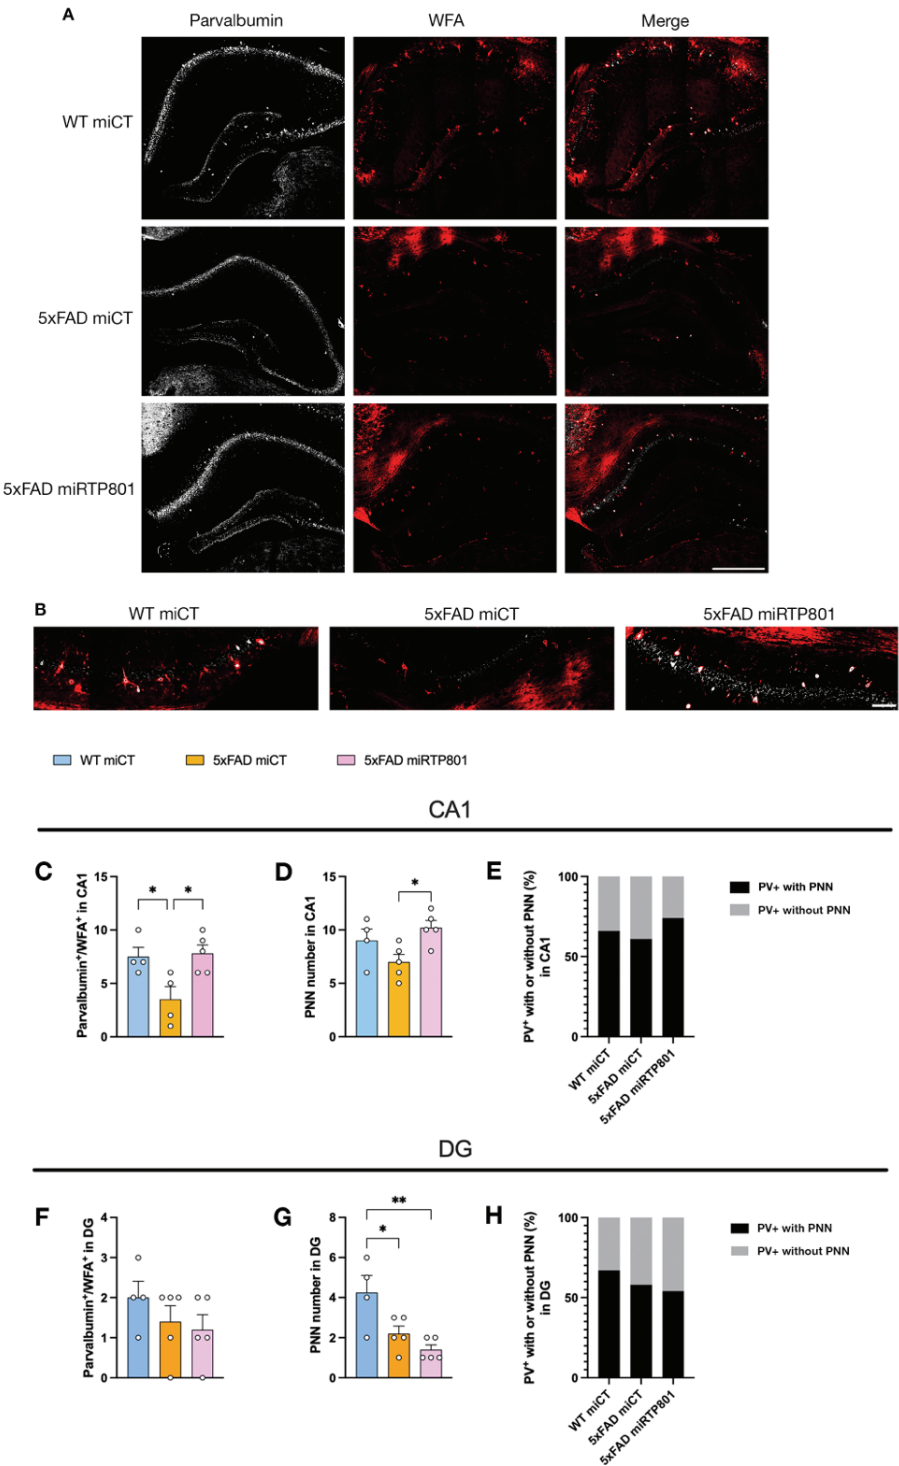 A
Parvalbumin
WFA
Merge
WT miCT
5xFAD miCT
5xFAD miRTP801
B
WT miCT
5xFAD miCT
5xFAD miRTP801
WT miCT
5xFAD miCT
5xFAD miRTP801
CA1
C
Parvalbumin⁺/WFA⁺ in CA1
15
10
5
0
*
*
D
PNN number in CA1
15
10
5
0
*
E
PV⁺ with or without PNN (%)
in CA1
100
50
0
WT miCT
5xFAD miCT
5xFAD miRTP801
PV+ with PNN
PV+ without PNN
DG
F
Parvalbumin⁺/WFA⁺ in DG
4
3
2
1
0
G
PNN number in DG
8
6
4
2
0
**
*
H
PV⁺ with or without PNN (%)
in DG
100
50
0
WT miCT
5xFAD miCT
5xFAD miRTP801
PV+ with PNN
PV+ without PNN